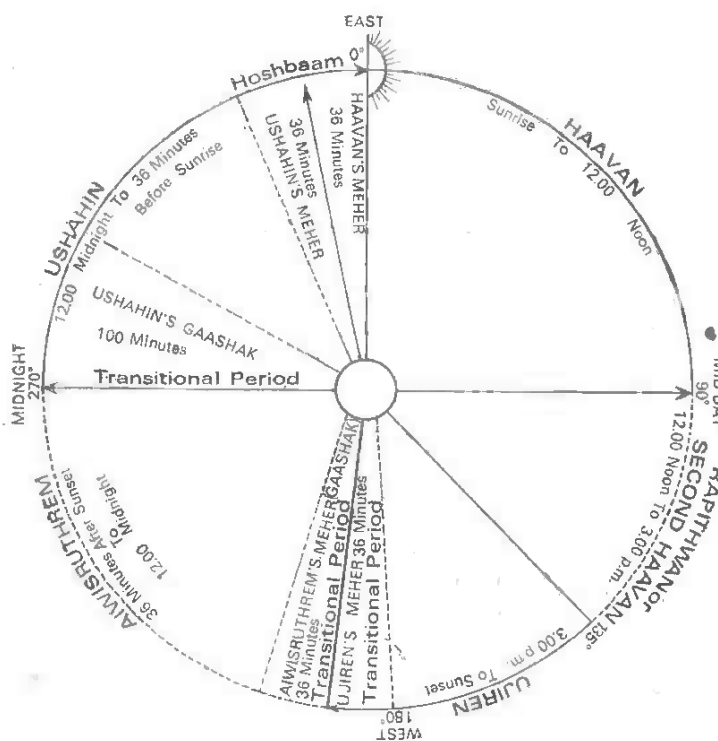 EAST
0°
Hoshbaam
HAAVAN'S MEHER
36 Minutes
36 Minutes
USHAHIN'S MEHER
HAAVAN
Sunrise To 12.00 Noon
USHAHIN
12.00 Midnight To 36 Minutes
Before Sunrise
USHAHIN'S GAASHAK
100 Minutes
Transitional Period
MIDNIGHT
270°
90°
RAPITHWAN or
SECOND HAAVAN
12.00 Noon To 3.00 p.m.
135°
UJIREN
3.00 p.m.
To Sunset
180°
WEST
UJIREN'S MEHER 36 Minutes
Transitional Period
AIWISRUTHREM'S MEHER GAASHAK
36 Minutes
Transitional Period
AIWISRUTHREM
36 Minutes After Sunset
To
12.00 Midnight